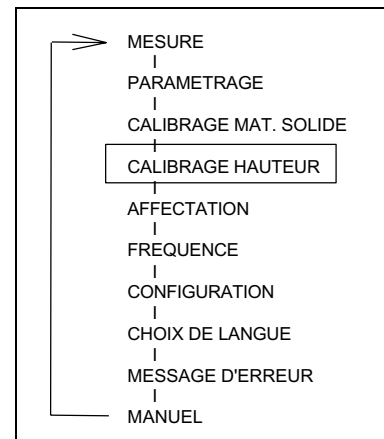 MESURE
PARAMETRAGE
CALIBRAGE MAT. SOLIDE
CALIBRAGE HAUTEUR
AFFECTATION
FREQUENCE
CONFIGURATION
CHOIX DE LANGUE
MESSAGE D'ERREUR
MANUEL